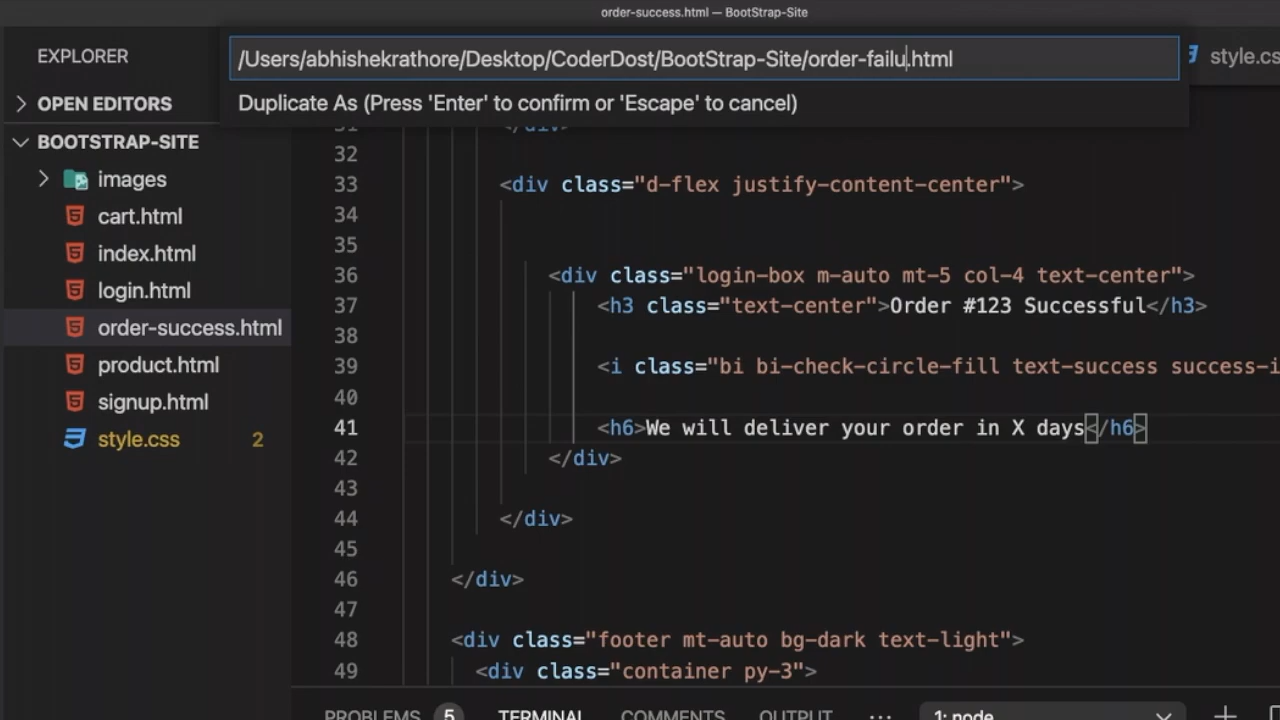 order-success.html — BootStrap-Site
EXPLORER
/Users/abhishekrathore/Desktop/CoderDost/BootStrap-Site/order-failu.html
style.cs
Duplicate As (Press 'Enter' to confirm or 'Escape' to cancel)
OPEN EDITORS
BOOTSTRAP-SITE
images
cart.html
index.html
login.html
order-success.html
product.html
signup.html
style.css 2
31 </div>
32
33 <div class="d-flex justify-content-center">
34
35
36 <div class="login-box m-auto mt-5 col-4 text-center">
37 <h3 class="text-center">Order #123 Successful</h3>
38
39 <i class="bi bi-check-circle-fill text-success success-i
40
41 <h6>We will deliver your order in X days</h6>
42 </div>
43
44 </div>
45
46 </div>
47
48 <div class="footer mt-auto bg-dark text-light">
49 <div class="container py-3">
PROBLEMS 5 TERMINAL COMMENTS OUTPUT ... 1: node